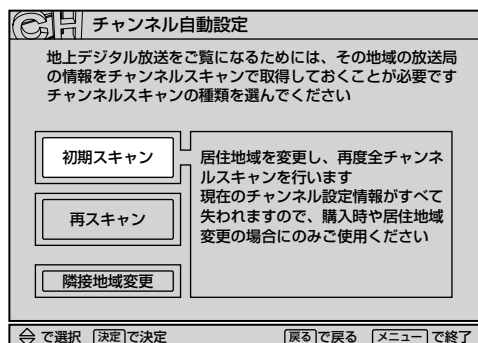 CH チャンネル自動設定
地上デジタル放送をご覧になるためには、その地域の放送局
の情報をチャンネルスキャンで取得しておくことが必要です
チャンネルスキャンの種類を選んでください
初期スキャン
居住地域を変更し、再度全チャンネ
ルスキャンを行います
現在のチャンネル設定情報がすべて
失われますので、購入時や居住地域
変更の場合にのみご使用ください
再スキャン
隣接地域変更
で選択 決定で決定 戻るで戻る メニューで終了